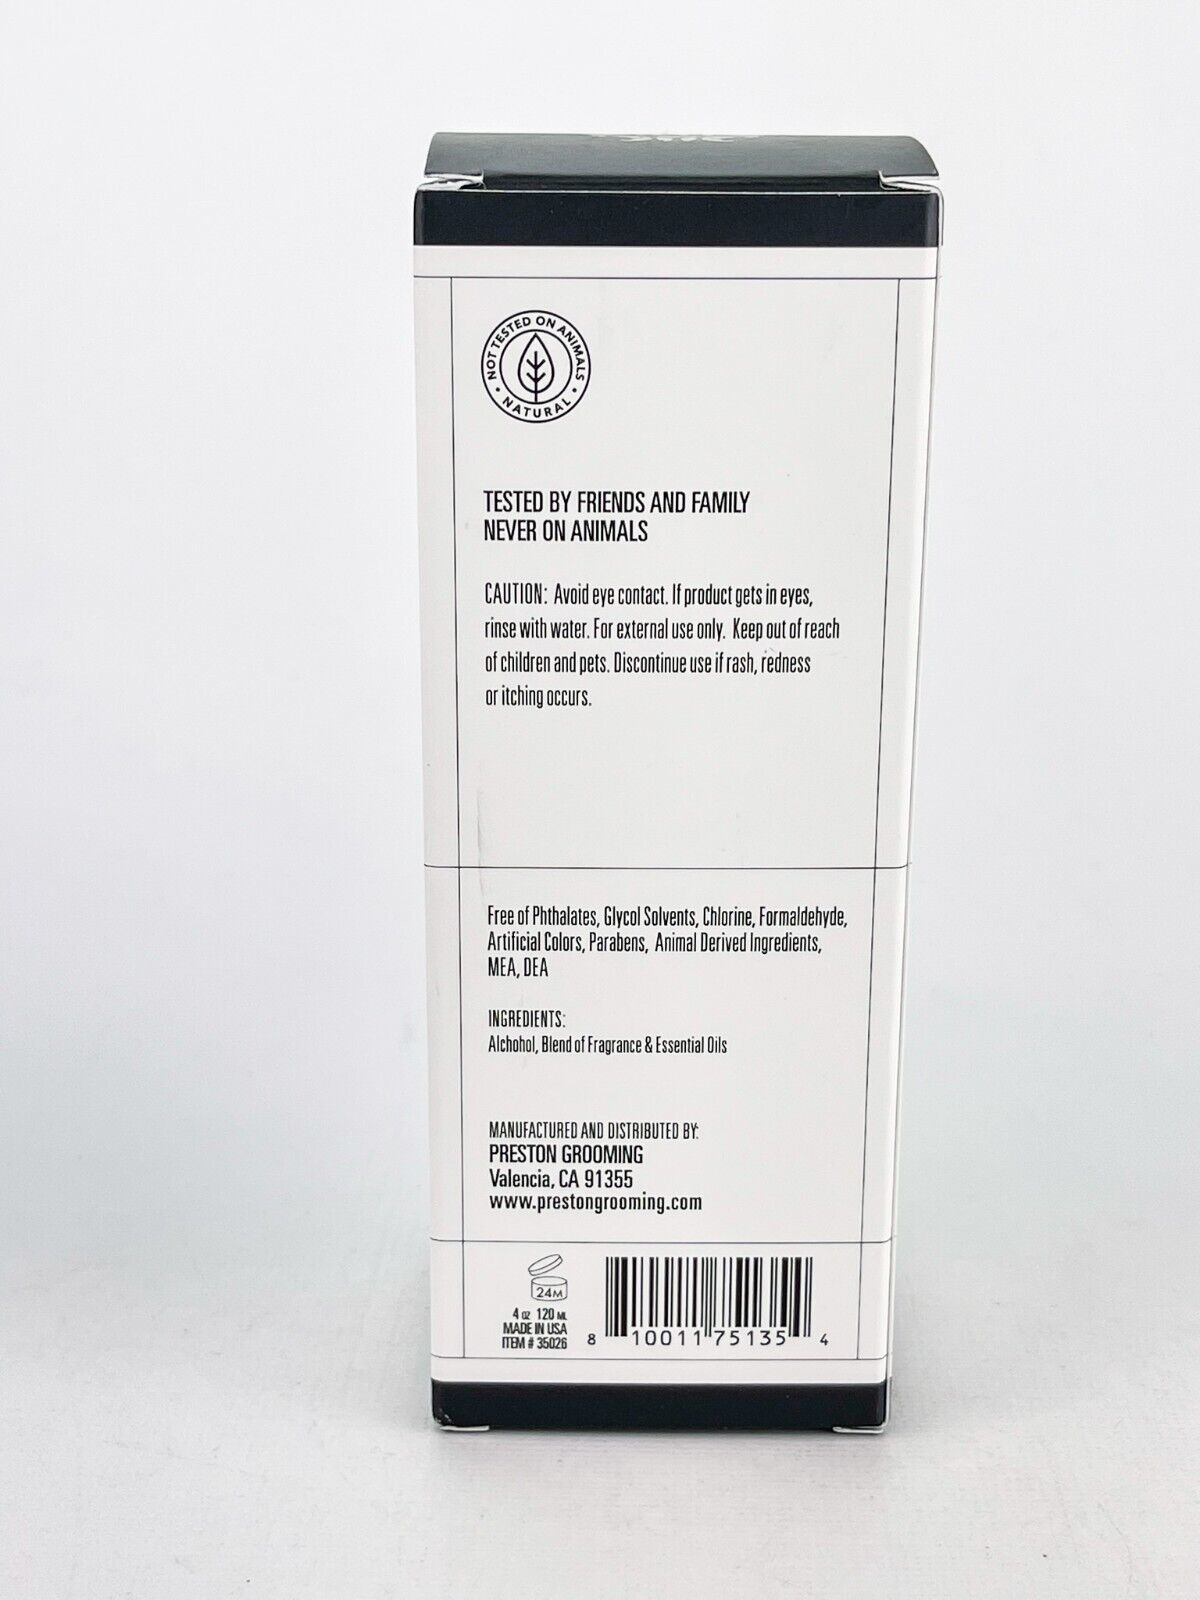 NOT TESTED ON ANIMALS
• NATURAL •
TESTED BY FRIENDS AND FAMILY
NEVER ON ANIMALS
CAUTION: Avoid eye contact. If product gets in eyes,
rinse with water. For external use only. Keep out of reach
of children and pets. Discontinue use if rash, redness
or itching occurs.
Free of Phthalates, Glycol Solvents, Chlorine, Formaldehyde,
Artificial Colors, Parabens, Animal Derived Ingredients,
MEA, DEA
INGREDIENTS:
Alchohol, Blend of Fragrance & Essential Oils
MANUFACTURED AND DISTRIBUTED BY:
PRESTON GROOMING
Valencia, CA 91355
www.prestongrooming.com
24M
4 oz 120 ML
MADE IN USA
ITEM # 35026
8 10011 75135 4